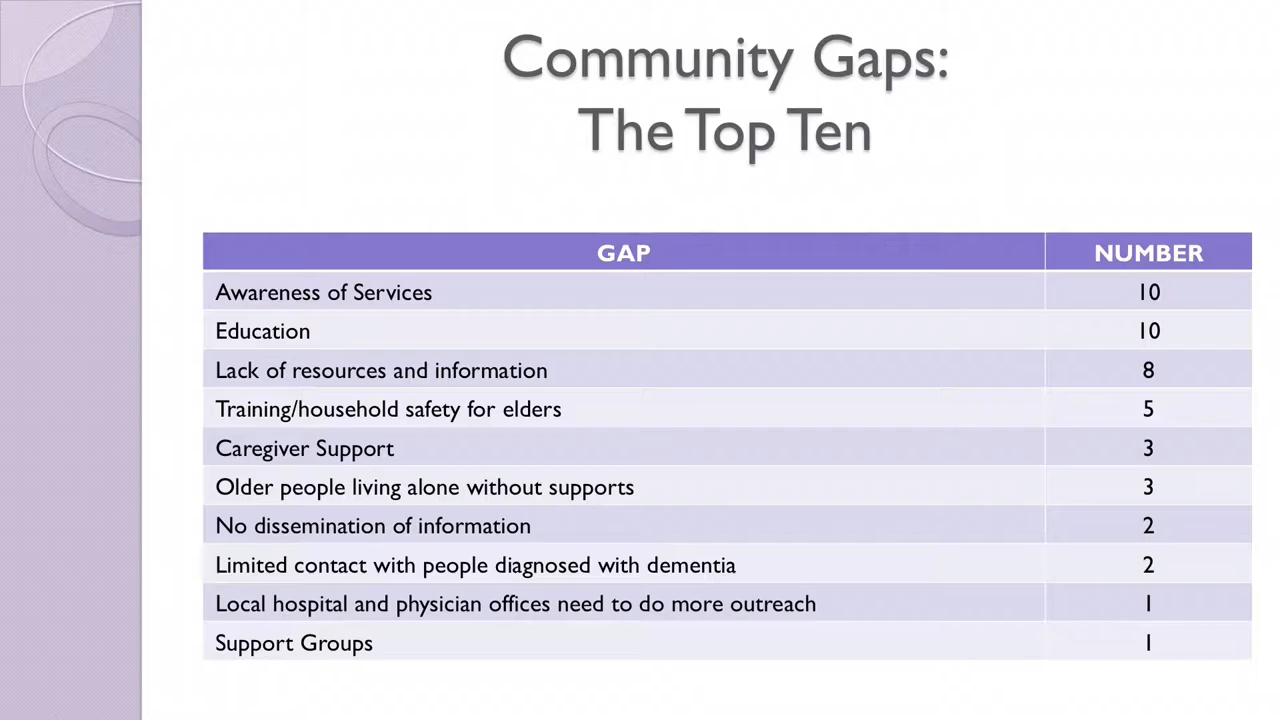 Community Gaps:
The Top Ten
GAP NUMBER
Awareness of Services 10
Education 10
Lack of resources and information 8
Training/household safety for elders 5
Caregiver Support 3
Older people living alone without supports 3
No dissemination of information 2
Limited contact with people diagnosed with dementia 2
Local hospital and physician offices need to do more outreach 1
Support Groups 1